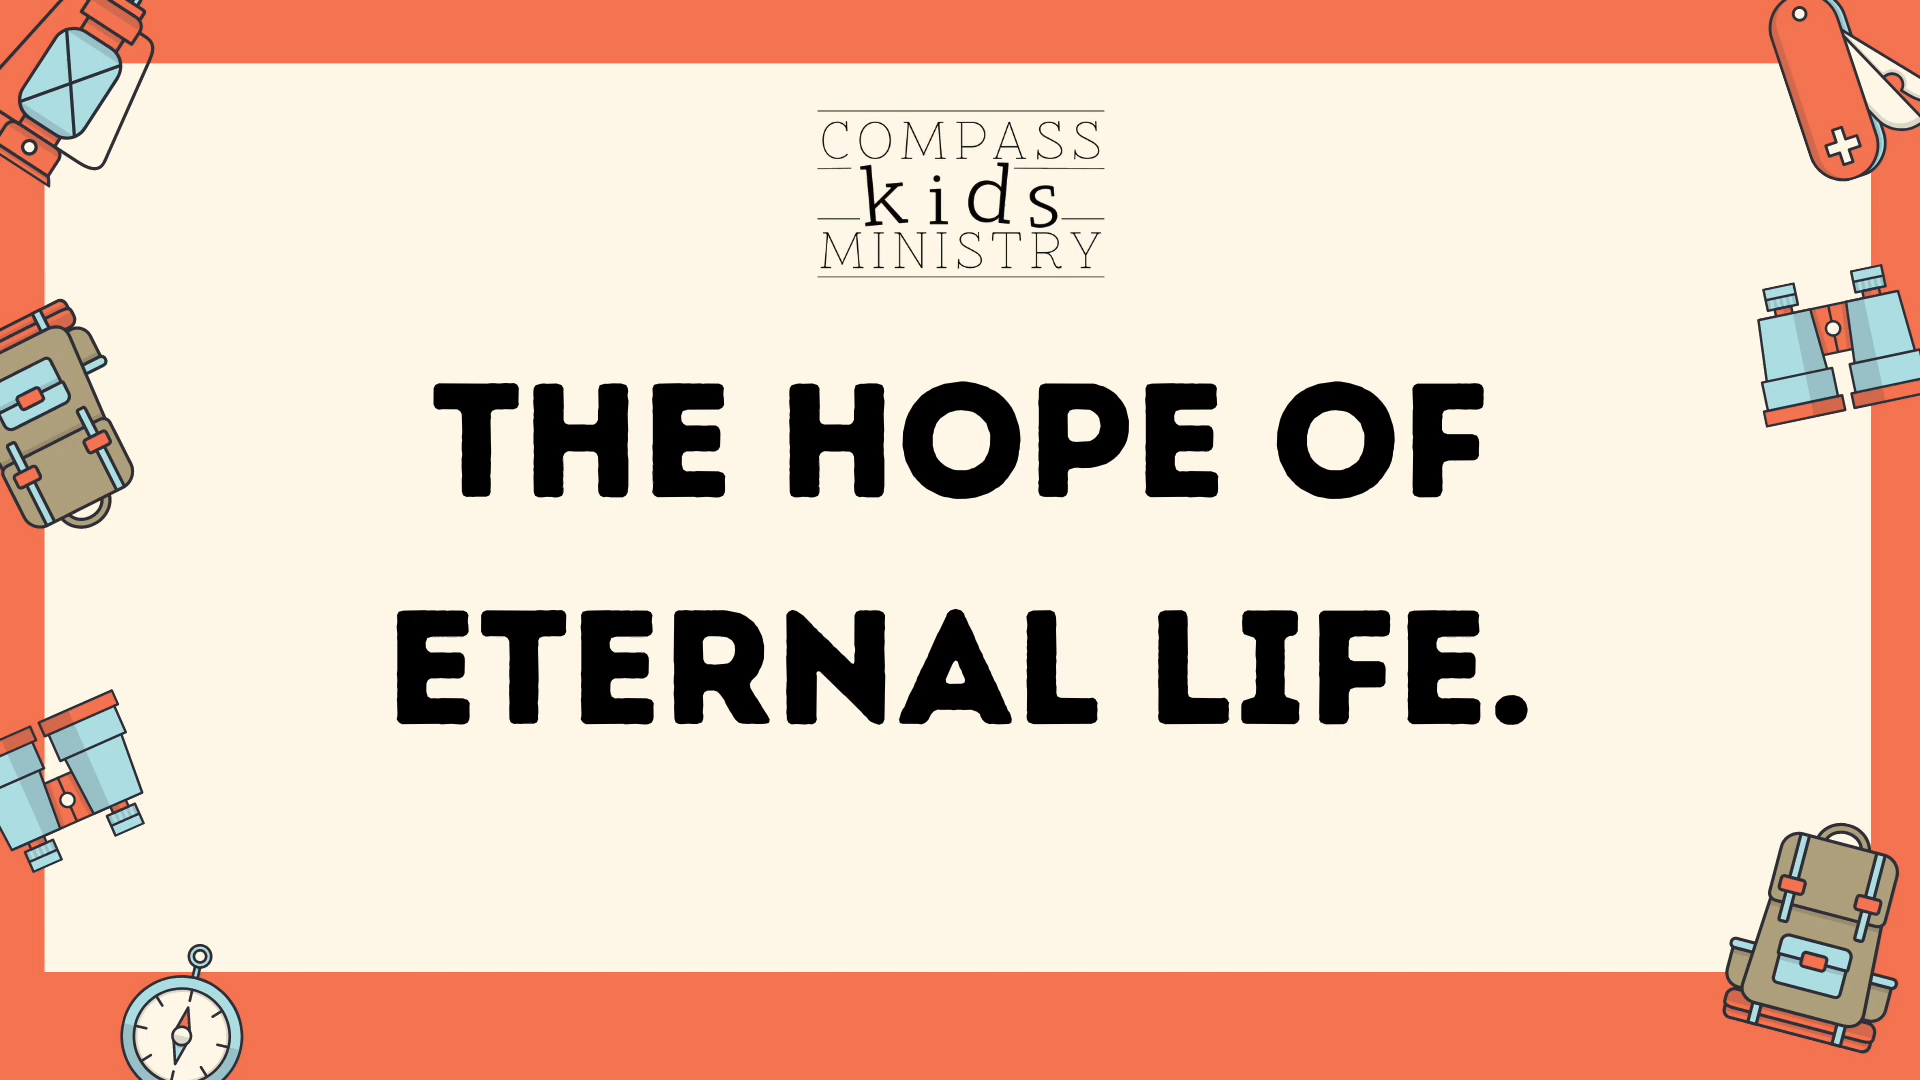 COMPASS
kids
MINISTRY
THE HOPE OF
ETERNAL LIFE.